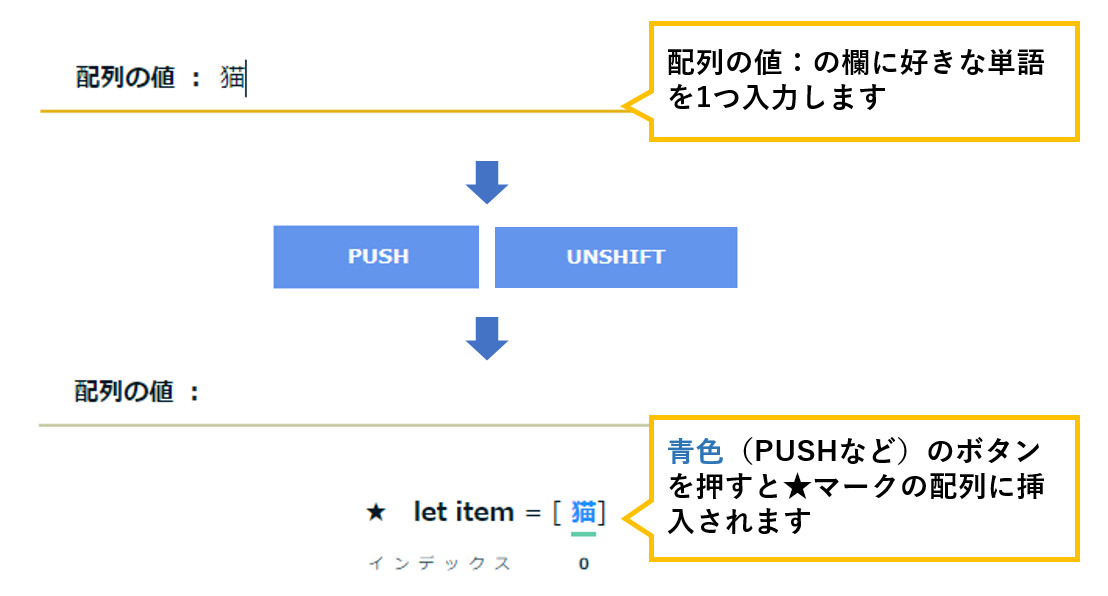 配列の値 : 猫
配列の値：の欄に好きな単語
を1つ入力します
PUSH
UNSHIFT
配列の値 :
青色（PUSHなど）のボタン
を押すと★マークの配列に挿
入されます
★ let item = [ 猫]
インデックス 0